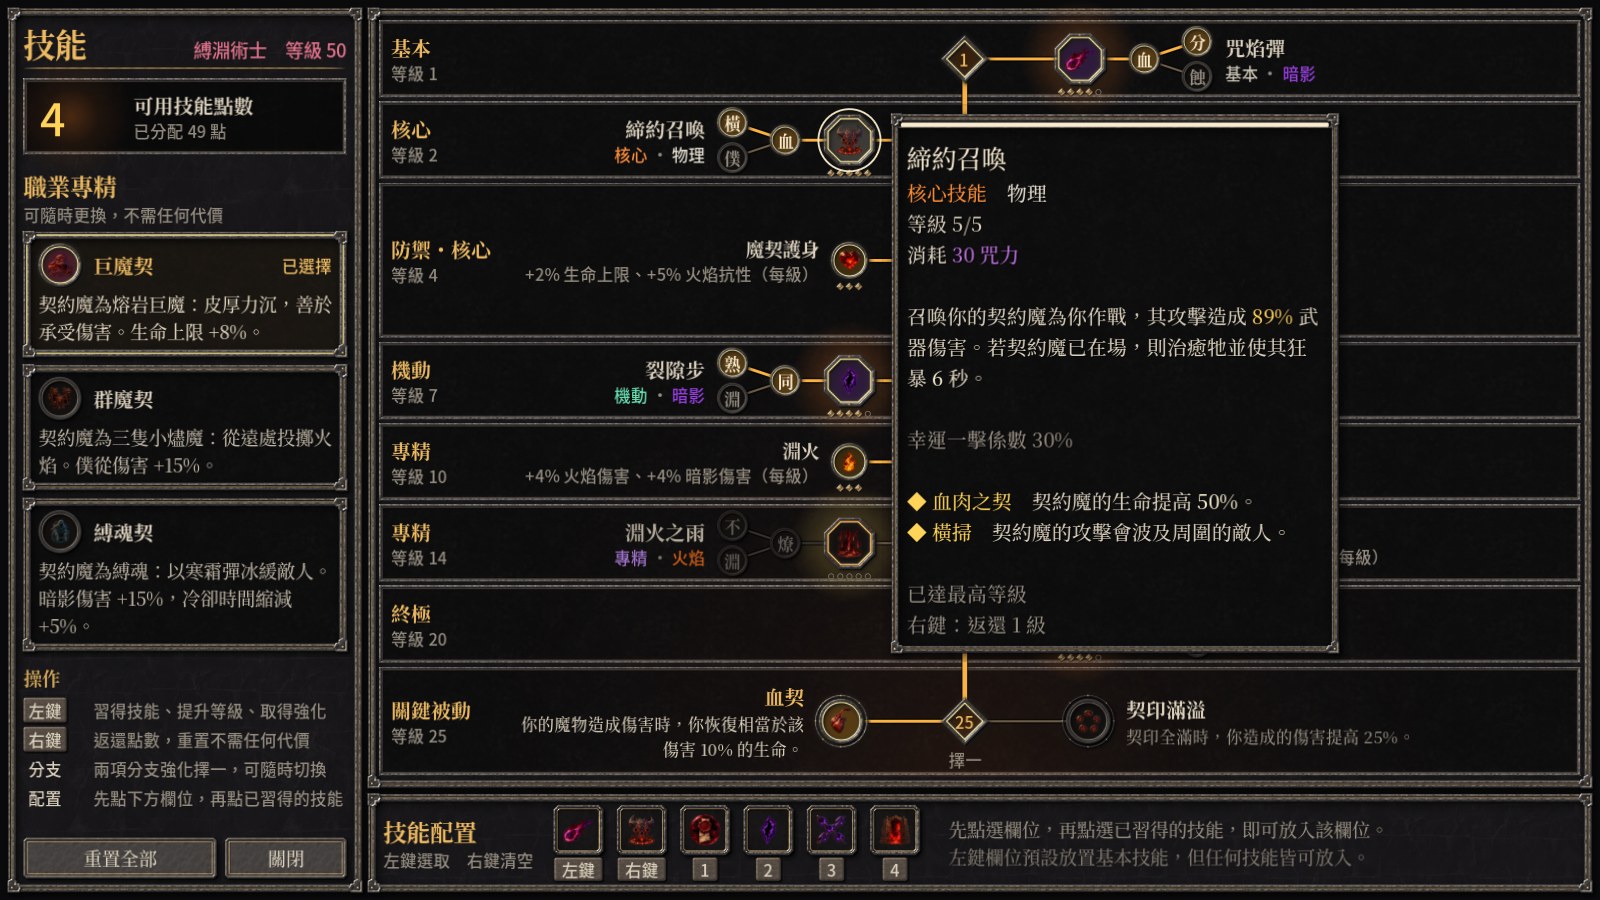 技能
縛淵術士 等級 50
4
可用技能點數
已分配 49 點
職業專精
可隨時更換，不需任何代價
巨魔契
已選擇
契約魔為熔岩巨魔：皮厚力沉，善於
承受傷害。生命上限 +8%。
群魔契
契約魔為三隻小燼魔：從遠處投擲火
焰。僕從傷害 +15%。
縛魂契
契約魔為縛魂：以寒霜彈冰緩敵人。
暗影傷害 +15%，冷卻時間縮減
+5%。
操作
左鍵 習得技能、提升等級、取得強化
右鍵 返還點數，重置不需任何代價
分支 兩項分支強化擇一，可隨時切換
配置 先點下方欄位，再點已習得的技能
重置全部
關閉
基本
等級 1
1
血
分
蝕
咒焰彈
基本 · 暗影
核心
等級 2
締約召喚
核心 · 物理
橫
僕
血
防禦・核心
等級 4
魔契護身
+2% 生命上限、+5% 火焰抗性（每級）
機動
等級 7
裂隙步
機動 · 暗影
熟
淵
同
專精
等級 10
淵火
+4% 火焰傷害、+4% 暗影傷害（每級）
專精
等級 14
淵火之雨
專精 · 火焰
不
淵
燎
每級）
終極
等級 20
關鍵被動
等級 25
血契
你的魔物造成傷害時，你恢復相當於該
傷害 10% 的生命。
25
擇一
契印滿溢
契印全滿時，你造成的傷害提高 25%。
締約召喚
核心技能 物理
等級 5/5
消耗 30 咒力
召喚你的契約魔為你作戰，其攻擊造成 89% 武
器傷害。若契約魔已在場，則治癒牠並使其狂
暴 6 秒。
幸運一擊係數 30%
血肉之契 契約魔的生命提高 50%。
橫掃 契約魔的攻擊會波及周圍的敵人。
已達最高等級
右鍵：返還 1 級
技能配置
左鍵選取 右鍵清空
左鍵
右鍵
1
2
3
4
先點選欄位，再點選已習得的技能，即可放入該欄位。
左鍵欄位預設放置基本技能，但任何技能皆可放入。